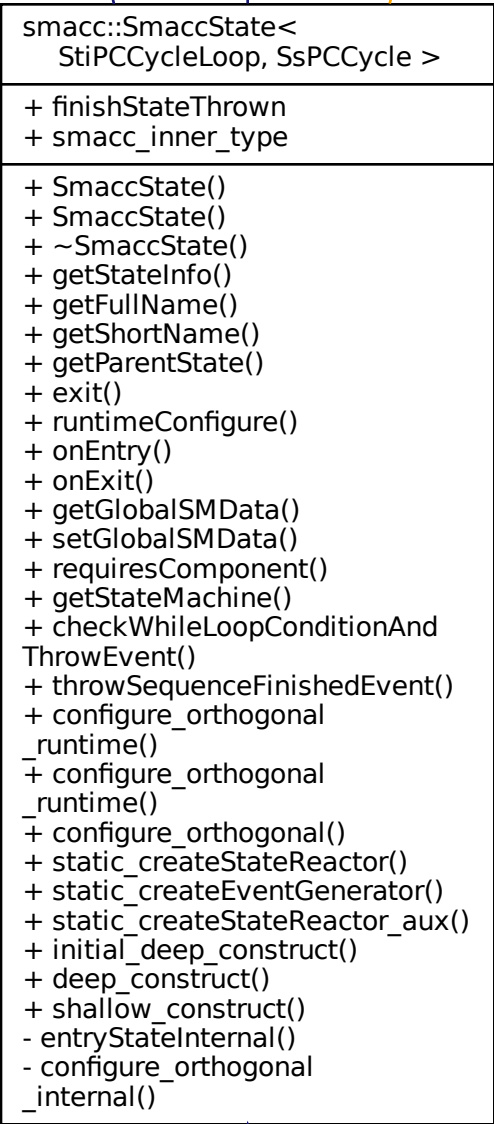 smacc::SmaccState<
StiPCCycleLoop, SsPCCycle >
+ finishStateThrown
+ smacc_inner_type
+ SmaccState()
+ SmaccState()
+ ~SmaccState()
+ getStateInfo()
+ getFullName()
+ getShortName()
+ getParentState()
+ exit()
+ runtimeConfigure()
+ onEntry()
+ onExit()
+ getGlobalSMData()
+ setGlobalSMData()
+ requiresComponent()
+ getStateMachine()
+ checkWhileLoopConditionAnd
ThrowEvent()
+ throwSequenceFinishedEvent()
+ configure_orthogonal
_runtime()
+ configure_orthogonal
_runtime()
+ configure_orthogonal()
+ static_createStateReactor()
+ static_createEventGenerator()
+ static_createStateReactor_aux()
+ initial_deep_construct()
+ deep_construct()
+ shallow_construct()
- entryStateInternal()
- configure_orthogonal
_internal()